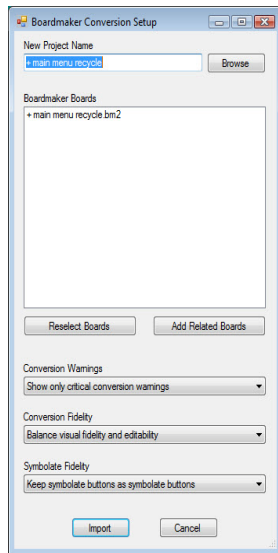 Boardmaker Conversion Setup
New Project Name
+ main menu recycle
Browse
Boardmaker Boards
+ main menu recycle.bm2
Reselect Boards
Add Related Boards
Conversion Warnings
Show only critical conversion warnings
Conversion Fidelity
Balance visual fidelity and editability
Symbolate Fidelity
Keep symbolate buttons as symbolate buttons
Import
Cancel